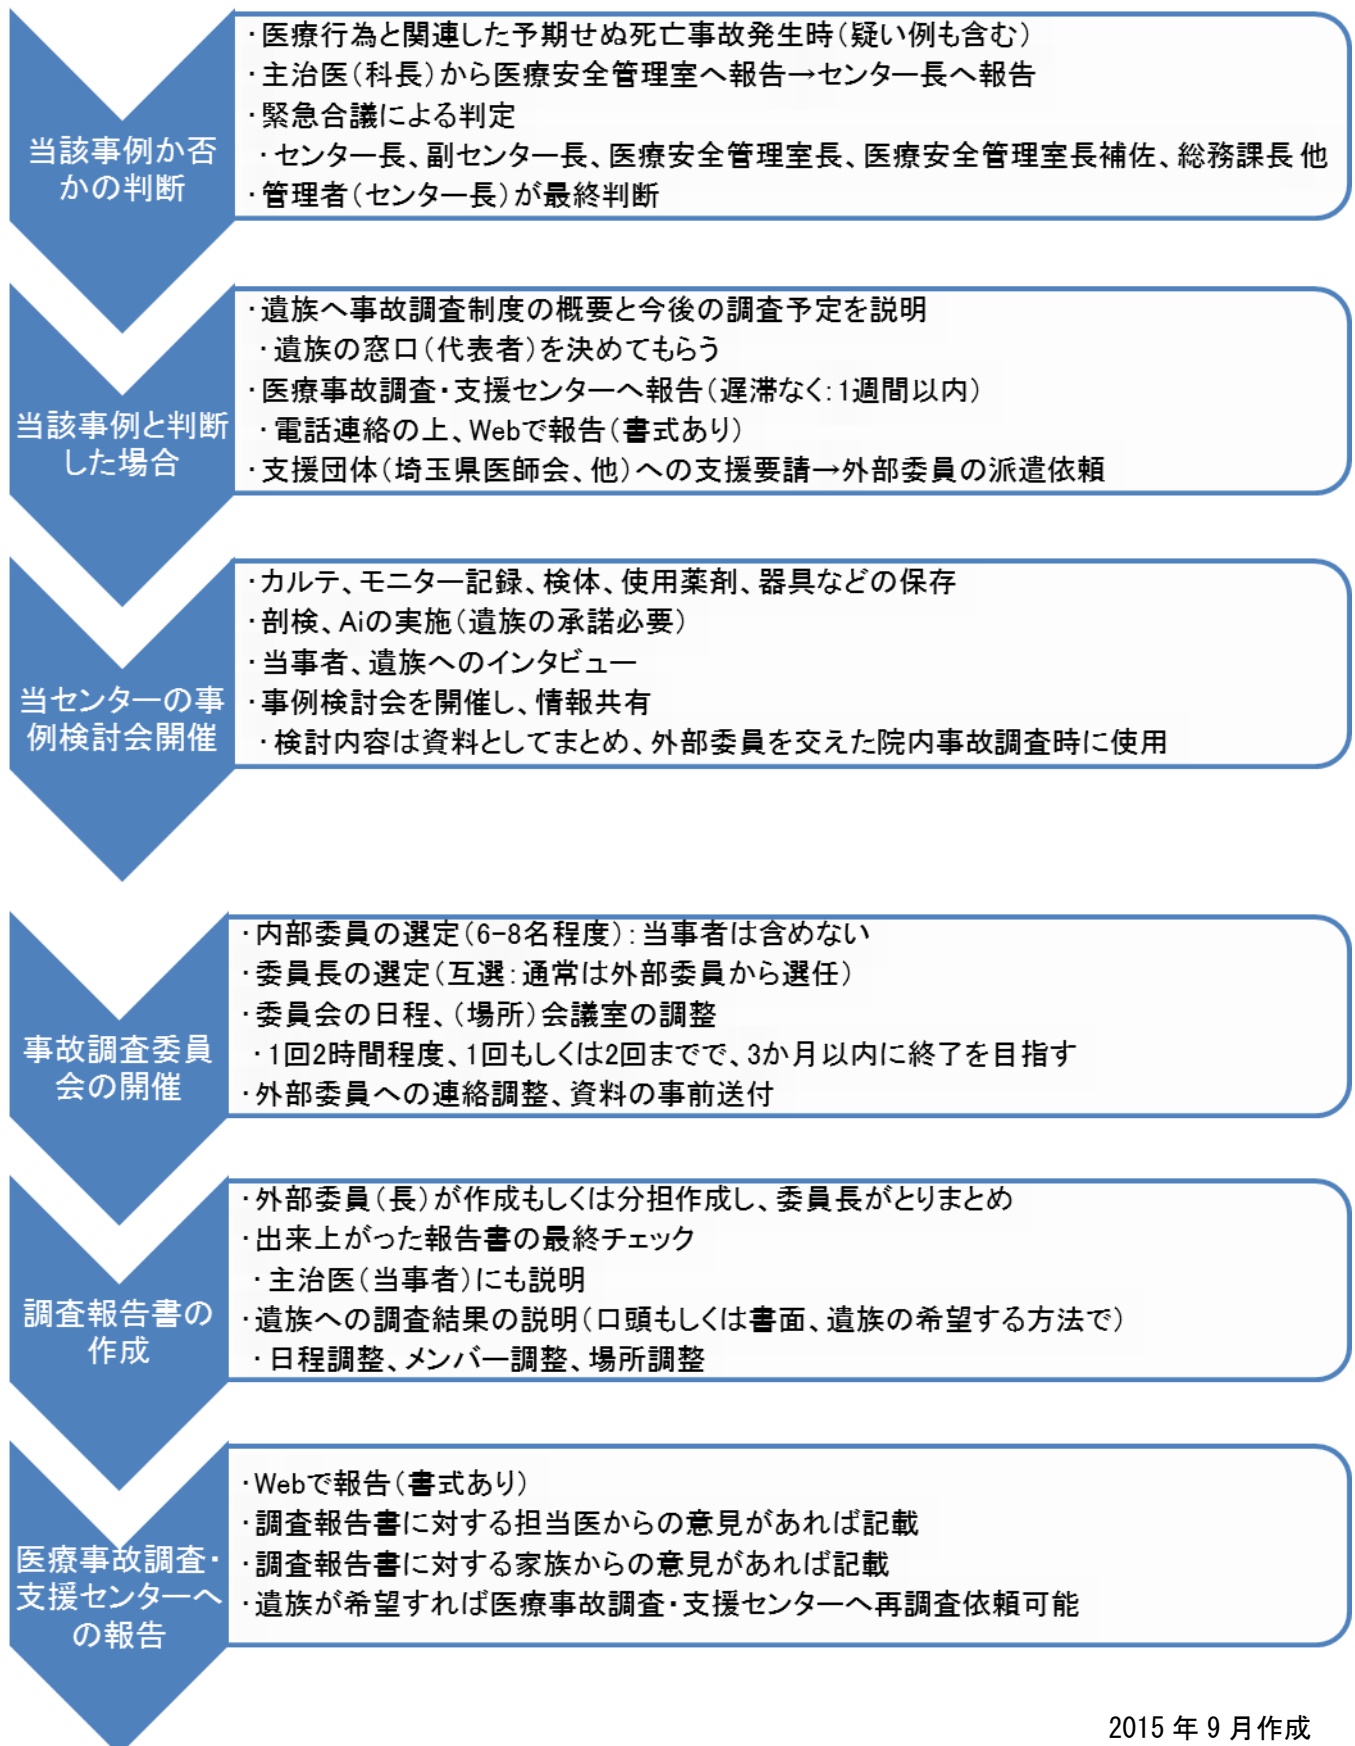 当該事例か否
かの判断
・医療行為と関連した予期せぬ死亡事故発生時(疑い例も含む)
・主治医(科長)から医療安全管理室へ報告→センター長へ報告
・緊急合議による判定
・センター長、副センター長、医療安全管理室長、医療安全管理室長補佐、総務課長 他
・管理者(センター長)が最終判断
当該事例と判断
した場合
・遺族へ事故調査制度の概要と今後の調査予定を説明
・遺族の窓口(代表者)を決めてもらう
・医療事故調査・支援センターへ報告(遅滞なく:1週間以内)
・電話連絡の上、Webで報告(書式あり)
・支援団体(埼玉県医師会、他)への支援要請→外部委員の派遣依頼
当センターの事
例検討会開催
・カルテ、モニター記録、検体、使用薬剤、器具などの保存
・剖検、Aiの実施(遺族の承諾必要)
・当事者、遺族へのインタビュー
・事例検討会を開催し、情報共有
・検討内容は資料としてまとめ、外部委員を交えた院内事故調査時に使用
事故調査委員
会の開催
・内部委員の選定(6-8名程度):当事者は含めない
・委員長の選定(互選:通常は外部委員から選任)
・委員会の日程、(場所)会議室の調整
・1回2時間程度、1回もしくは2回までで、3か月以内に終了を目指す
・外部委員への連絡調整、資料の事前送付
調査報告書の
作成
・外部委員(長)が作成もしくは分担作成し、委員長がとりまとめ
・出来上がった報告書の最終チェック
・主治医(当事者)にも説明
・遺族への調査結果の説明(口頭もしくは書面、遺族の希望する方法で)
・日程調整、メンバー調整、場所調整
医療事故調査・
支援センターへ
の報告
・Webで報告(書式あり)
・調査報告書に対する担当医からの意見があれば記載
・調査報告書に対する家族からの意見があれば記載
・遺族が希望すれば医療事故調査・支援センターへ再調査依頼可能
2015 年 9 月作成